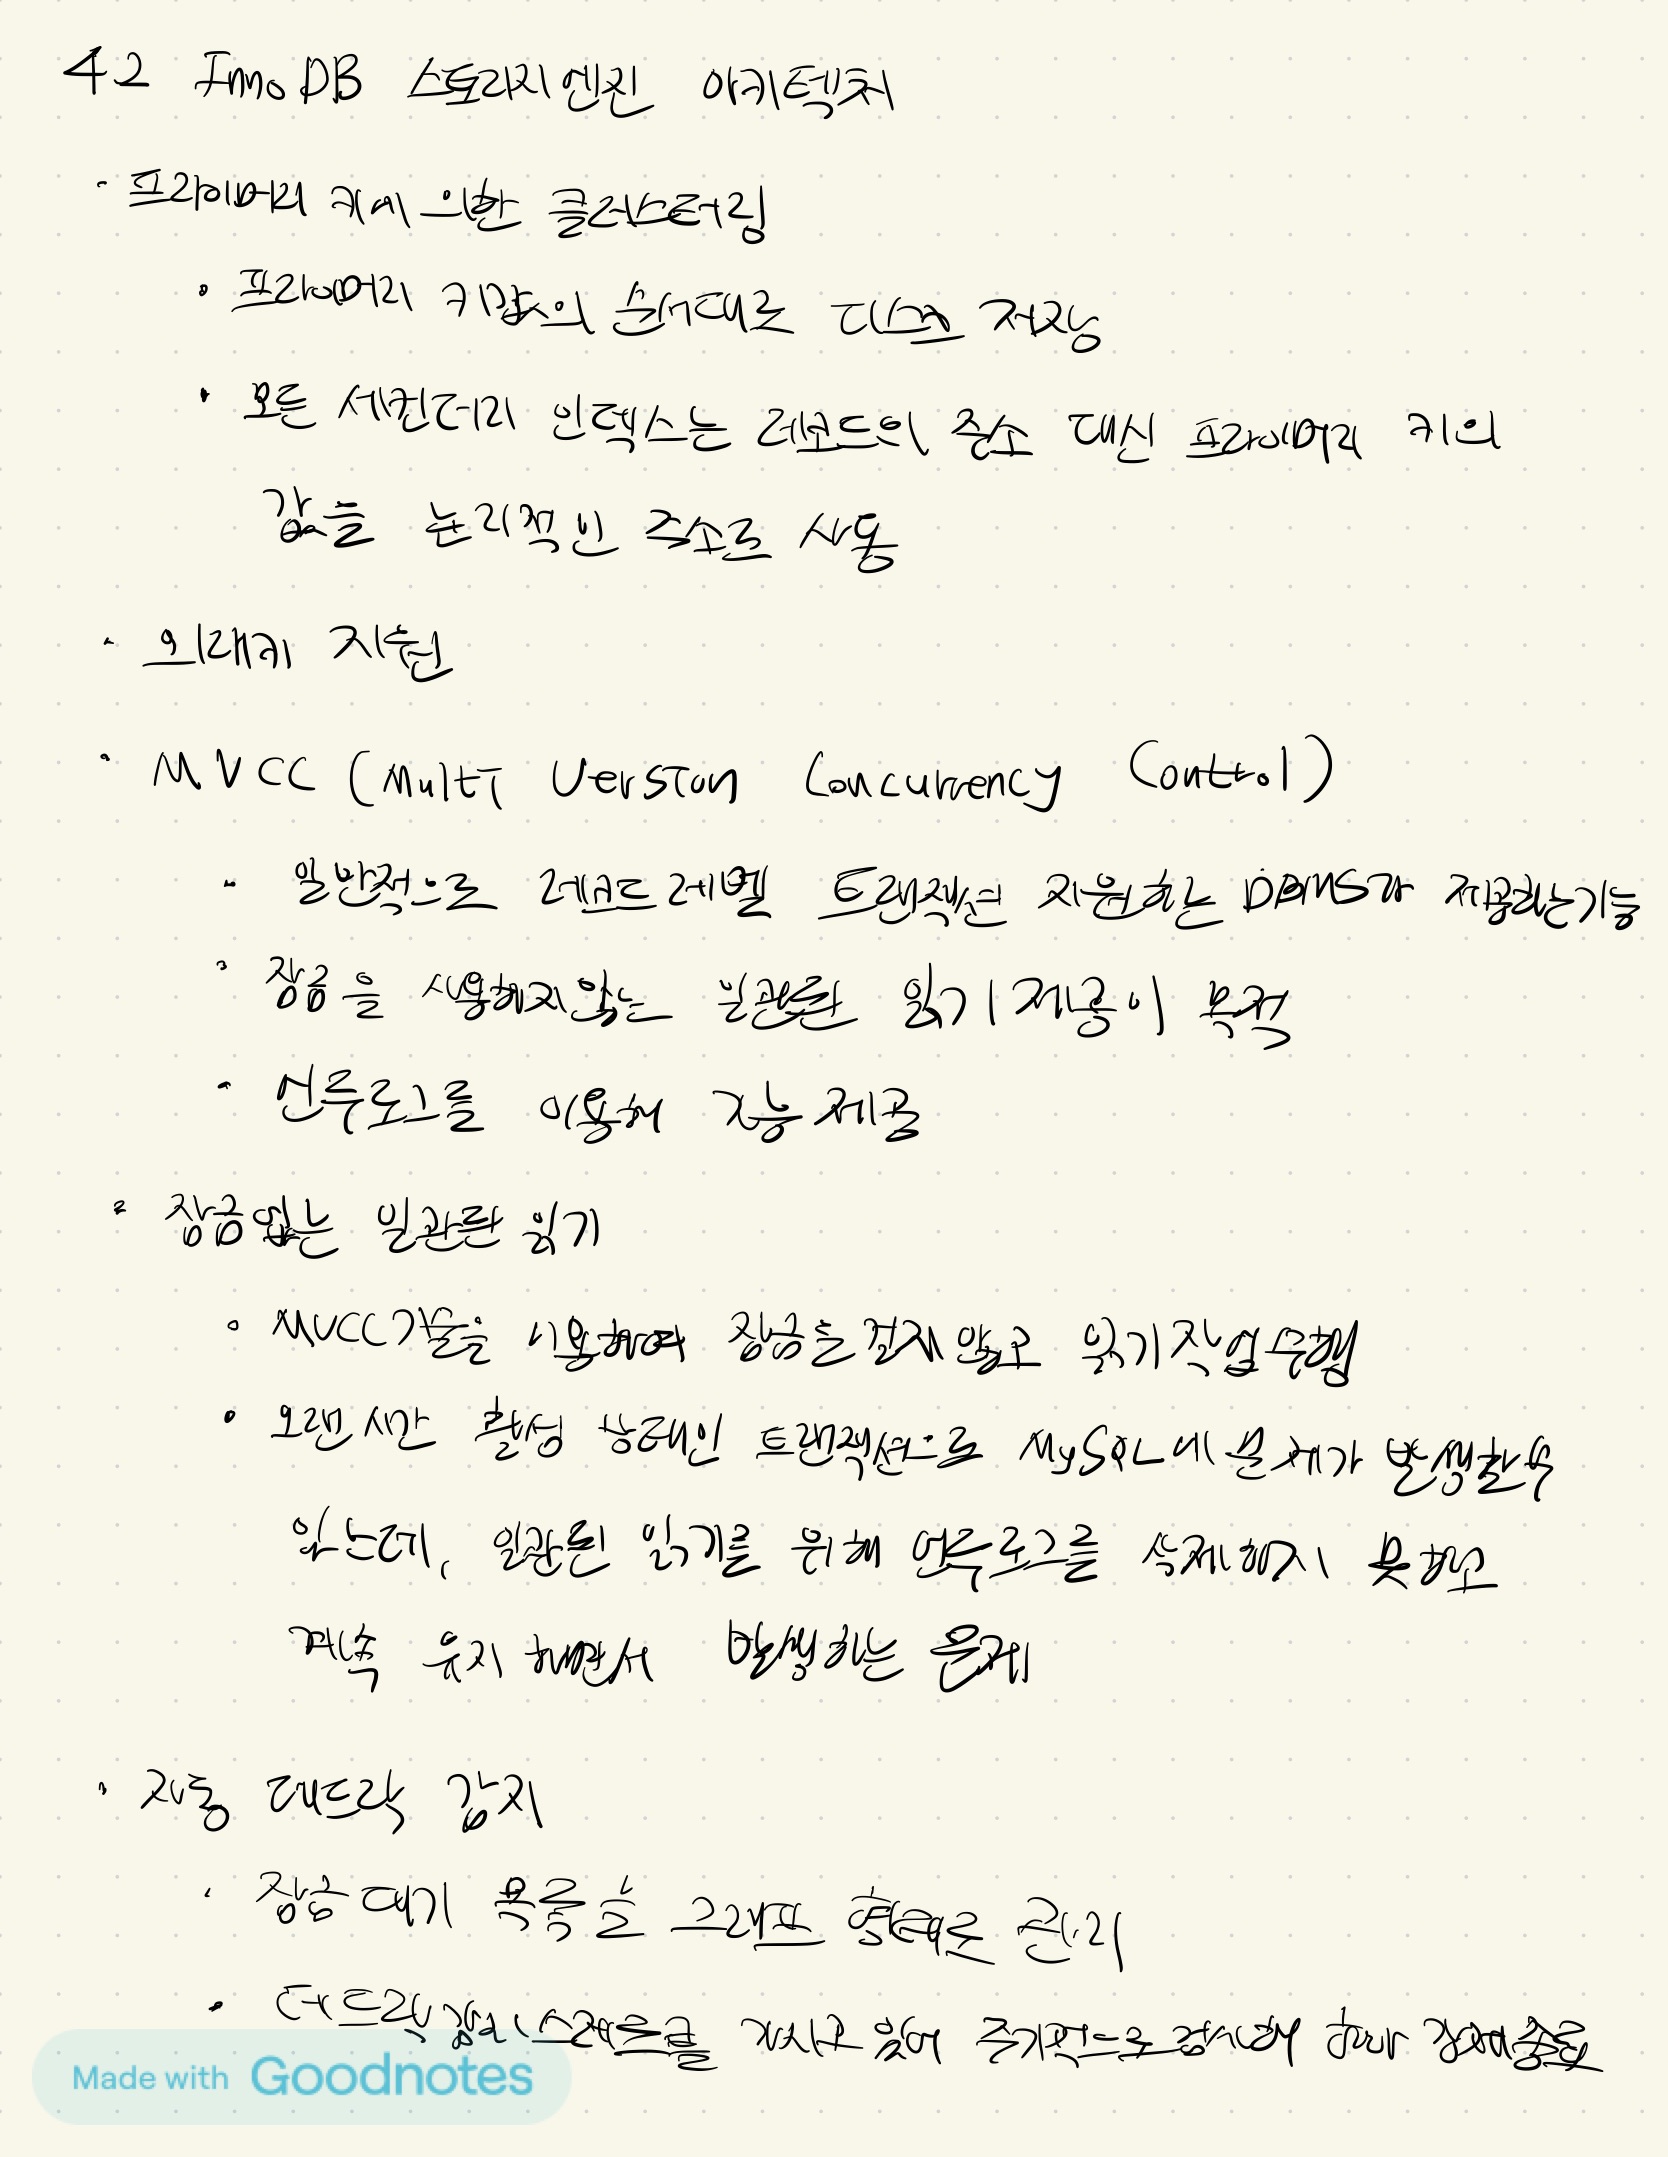 4.2 InnoDB 스토리지 엔진 아키텍처
· 프라이머리 키에 의한 클러스터링
· 프라이머리 키값의 순서대로 디스크 저장
· 모든 세컨더리 인덱스는 레코드의 주소 대신 프라이머리 키의
값을 논리적인 주소로 사용
· 외래키 지원
· MVCC (Multi Version Concurrency Control)
· 일반적으로 레코드 레벨 트랜잭션 지원하는 DBMS가 제공하는 기능
· 잠금을 사용하지 않는 일관된 읽기 제공이 목적
· 언두로그를 이용해 기능 제공
· 잠금없는 일관된 읽기
· MVCC기술을 이용하여 잠금을 걸지 않고 읽기 작업 수행
· 오랜 시간 활성 상태인 트랜잭션으로 MySQL에 문제가 발생할 수
있는데, 일관된 읽기를 위해 언두로그를 삭제하지 못하고
계속 유지하면서 발생하는 문제
· 자동 데드락 감지
· 잠금 대기 목록을 그래프 형태로 관리
· 데드락 감지 스레드를 가지고 있어 주기적으로 검사해 하나 강제종료
Made with Goodnotes